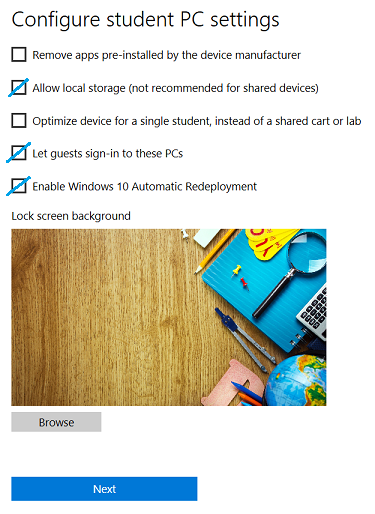 Configure student PC settings
Remove apps pre-installed by the device manufacturer
Allow local storage (not recommended for shared devices)
Optimize device for a single student, instead of a shared cart or lab
Let guests sign-in to these PCs
Enable Windows 10 Automatic Redeployment
Lock screen background
Browse
Next